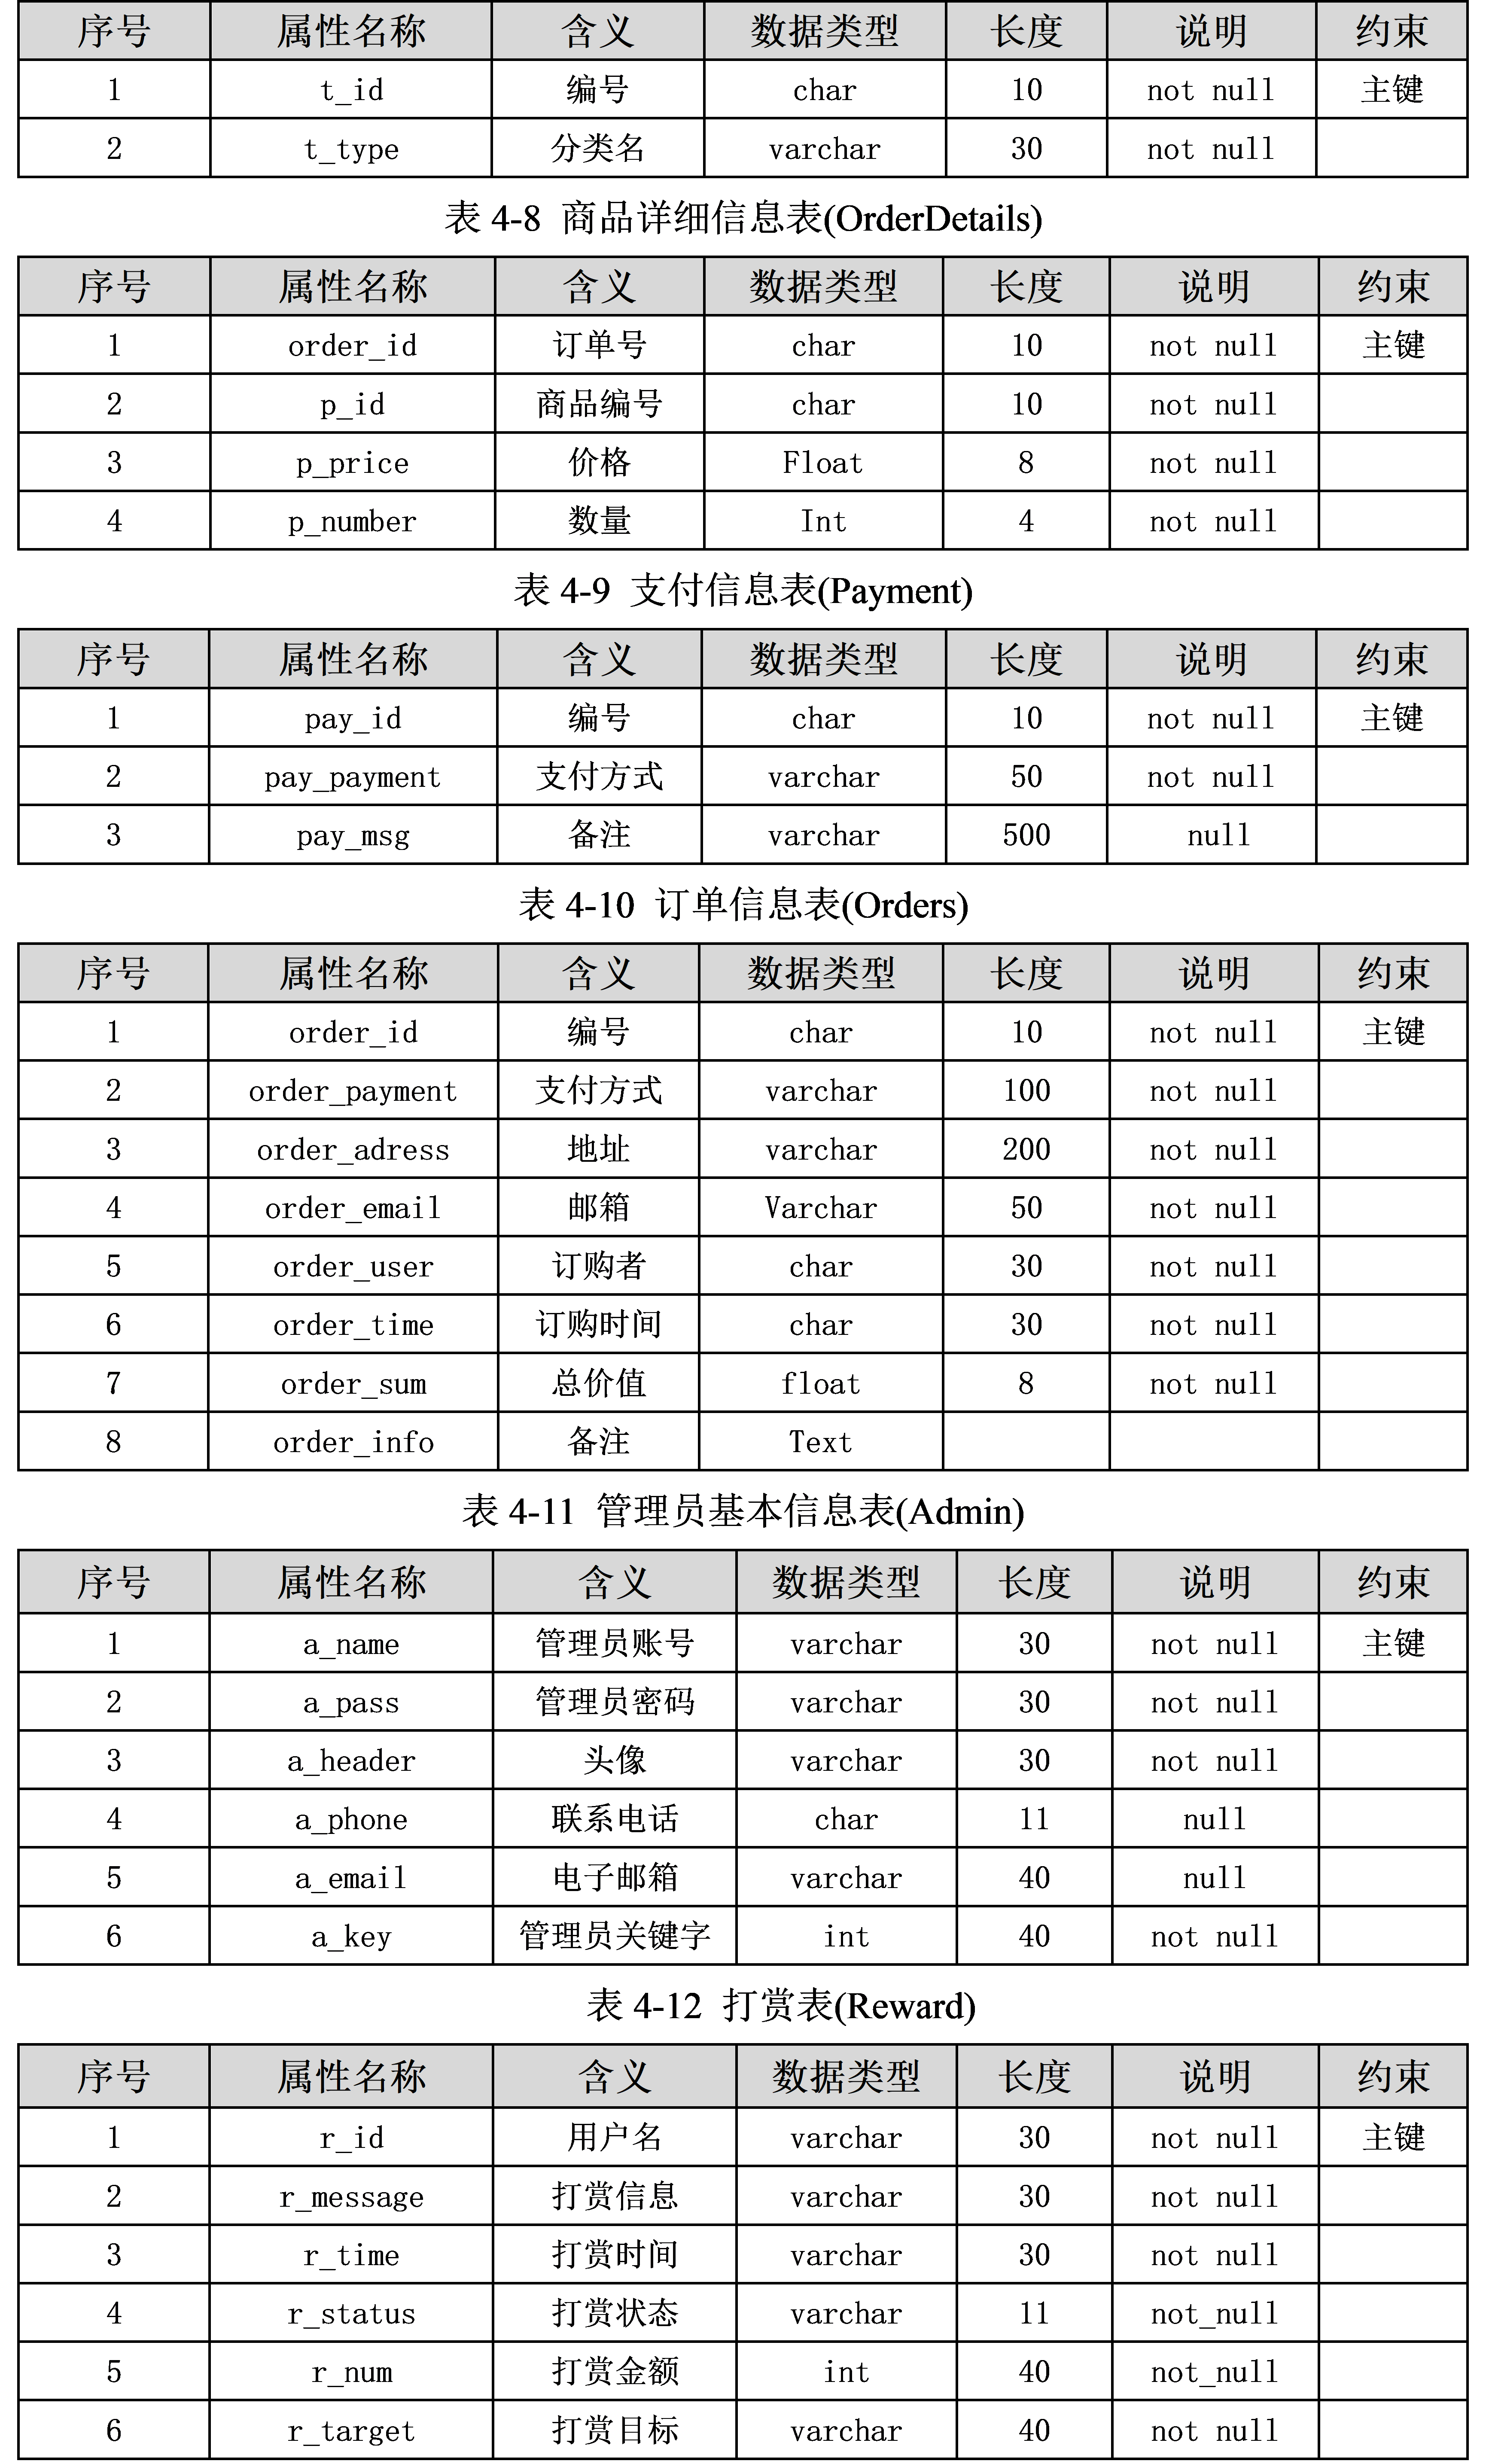 序号 属性名称 含义 数据类型 长度 说明 约束
1 t_id 编号 char 10 not null 主键
2 t_type 分类名 varchar 30 not null
表 4-8 商品详细信息表(OrderDetails)
序号 属性名称 含义 数据类型 长度 说明 约束
1 order_id 订单号 char 10 not null 主键
2 p_id 商品编号 char 10 not null
3 p_price 价格 Float 8 not null
4 p_number 数量 Int 4 not null
表 4-9 支付信息表(Payment)
序号 属性名称 含义 数据类型 长度 说明 约束
1 pay_id 编号 char 10 not null 主键
2 pay_payment 支付方式 varchar 50 not null
3 pay_msg 备注 varchar 500 null
表 4-10 订单信息表(Orders)
序号 属性名称 含义 数据类型 长度 说明 约束
1 order_id 编号 char 10 not null 主键
2 order_payment 支付方式 varchar 100 not null
3 order_adress 地址 varchar 200 not null
4 order_email 邮箱 Varchar 50 not null
5 order_user 订购者 char 30 not null
6 order_time 订购时间 char 30 not null
7 order_sum 总价值 float 8 not null
8 order_info 备注 Text
表 4-11 管理员基本信息表(Admin)
序号 属性名称 含义 数据类型 长度 说明 约束
1 a_name 管理员账号 varchar 30 not null 主键
2 a_pass 管理员密码 varchar 30 not null
3 a_header 头像 varchar 30 not null
4 a_phone 联系电话 char 11 null
5 a_email 电子邮箱 varchar 40 null
6 a_key 管理员关键字 int 40 not null
表 4-12 打赏表(Reward)
序号 属性名称 含义 数据类型 长度 说明 约束
1 r_id 用户名 varchar 30 not null 主键
2 r_message 打赏信息 varchar 30 not null
3 r_time 打赏时间 varchar 30 not null
4 r_status 打赏状态 varchar 11 not_null
5 r_num 打赏金额 int 40 not_null
6 r_target 打赏目标 varchar 40 not null